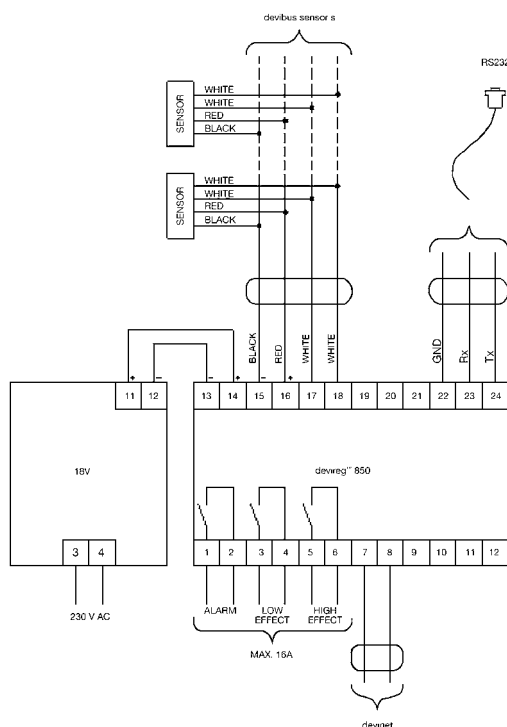 devibus sensor s
RS232
WHITE
WHITE
RED
BLACK
SENSOR
WHITE
WHITE
RED
BLACK
SENSOR
BLACK
RED
WHITE
WHITE
GND
Rx
Tx
+ − − + − +
11 12 13 14 15 16 17 18 19 20 21 22 23 24
18V
devireg™ 850
3 4 1 2 3 4 5 6 7 8 9 10 11 12
230 V AC
ALARM
LOW
EFFECT
HIGH
EFFECT
MAX. 16A
devinet